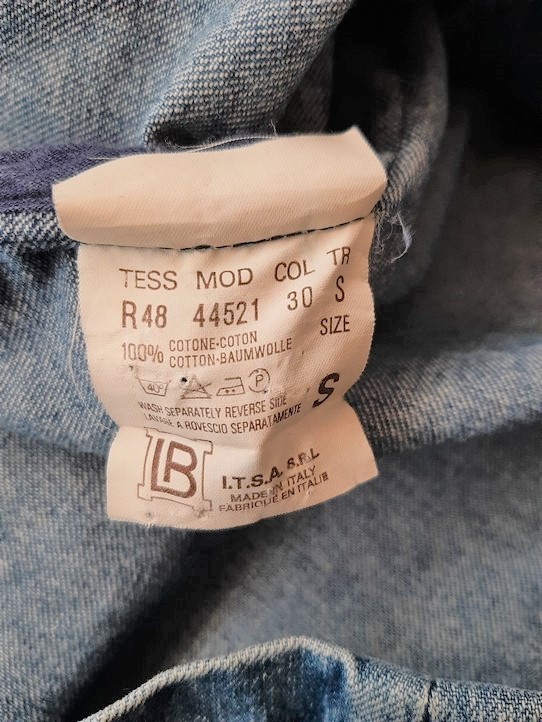 TESS MOD COL TR
R48 44521 30 S
SIZE
100% COTONE-COTON
COTTON-BAUMWOLLE
40° P
WASH SEPARATELY REVERSE SIDE
LAVARE A ROVESCIO SEPARATAMENTE
S
LB
I.T.S.A. S.R.L
MADE IN ITALY
FABRIQUÉ EN ITALIE